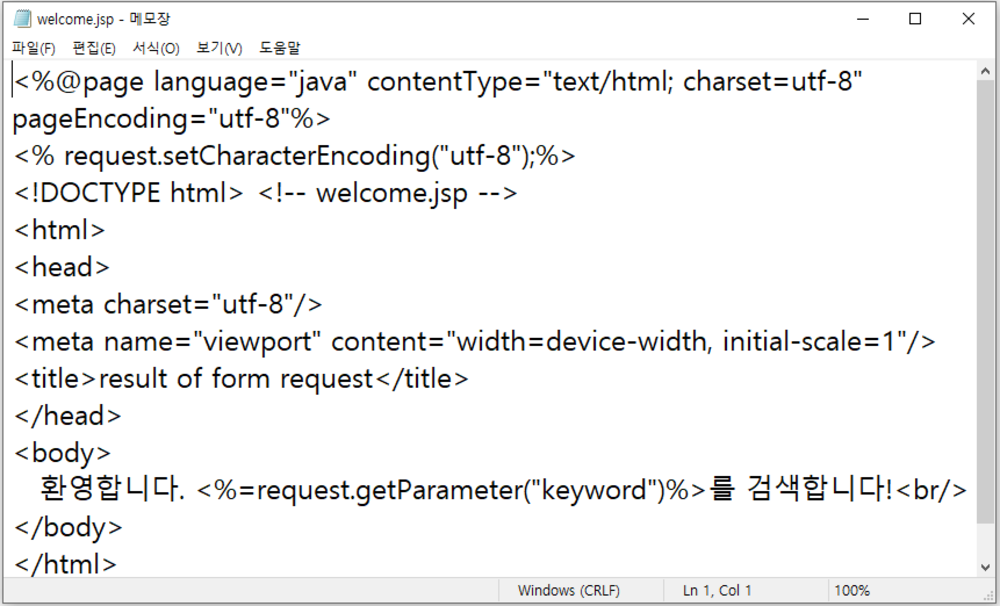 welcome.jsp - 메모장
파일(F) 편집(E) 서식(O) 보기(V) 도움말
<%@page language="java" contentType="text/html; charset=utf-8"
pageEncoding="utf-8"%>
<% request.setCharacterEncoding("utf-8");%>
<!DOCTYPE html> <!-- welcome.jsp -->
<html>
<head>
<meta charset="utf-8"/>
<meta name="viewport" content="width=device-width, initial-scale=1"/>
<title>result of form request</title>
</head>
<body>
환영합니다. <%=request.getParameter("keyword")%>를 검색합니다!<br/>
</body>
</html>
Windows (CRLF) Ln 1, Col 1 100%